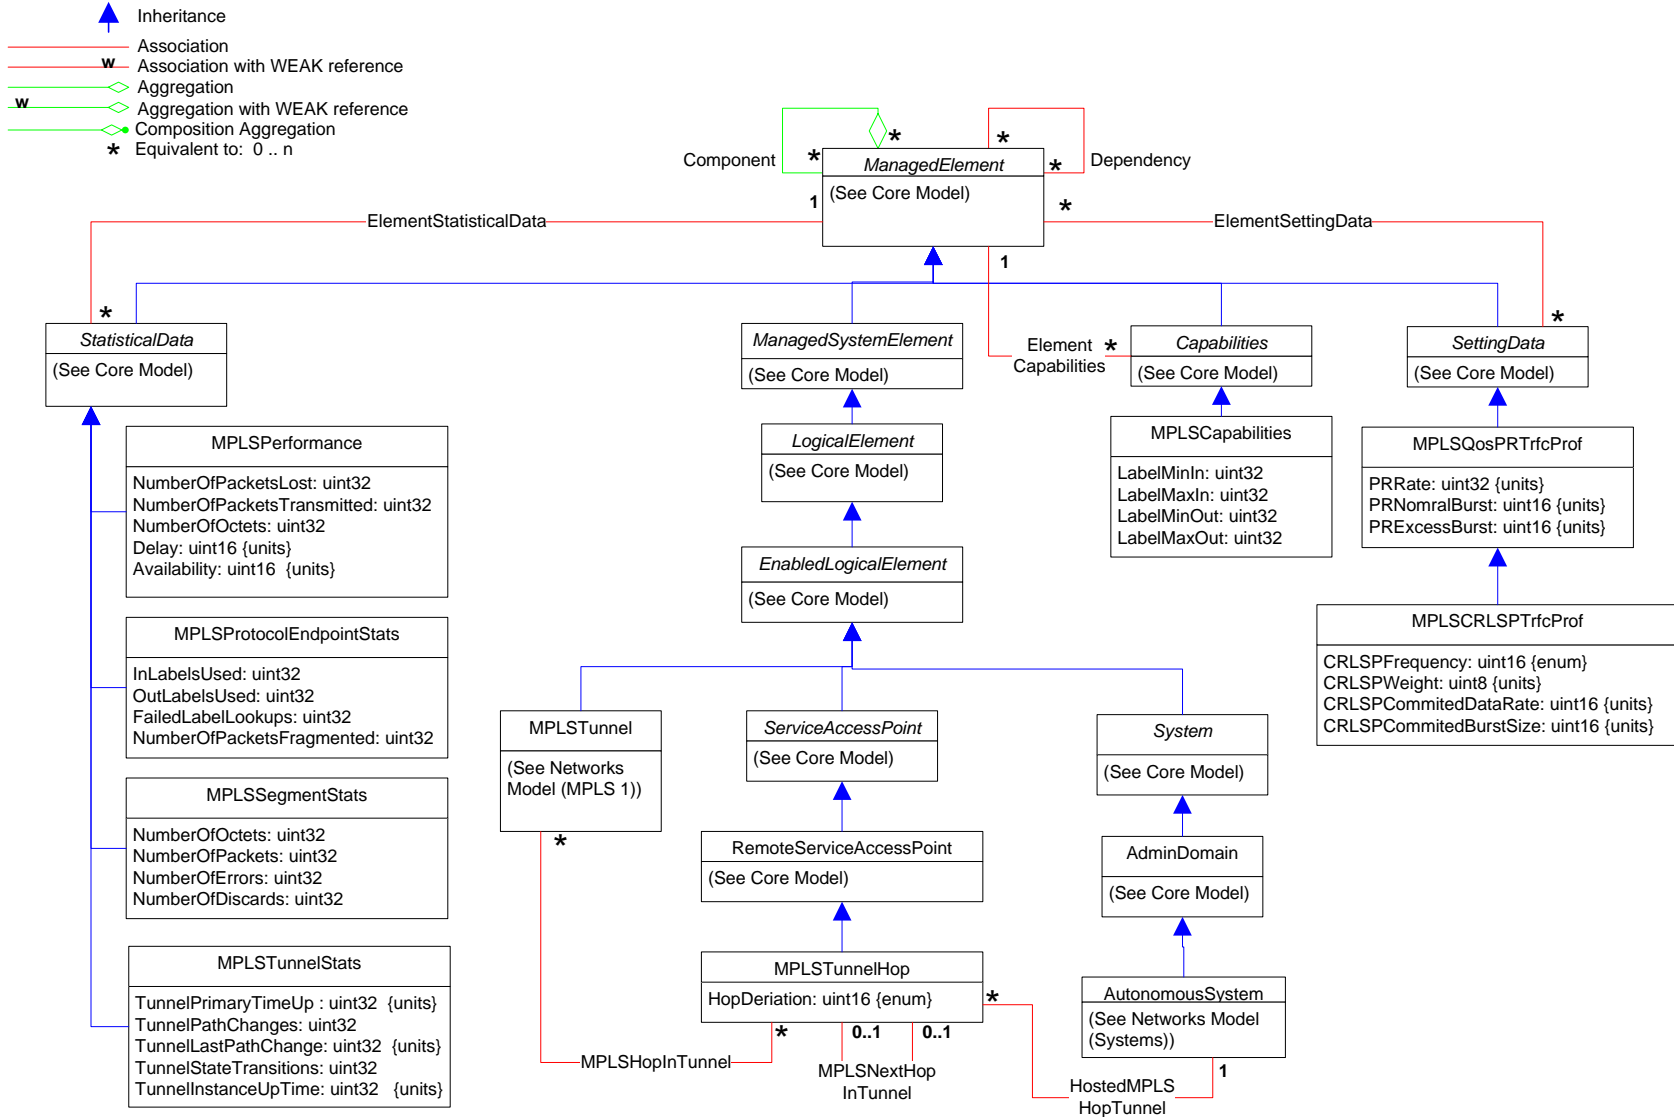 Inheritance
Association
w
Association with WEAK reference
Aggregation
w
Aggregation with WEAK reference
Composition Aggregation
* Equivalent to: 0 .. n
Component
*
*
*
*
Dependency
ManagedElement
(See Core Model)
1
*
ElementStatisticalData
ElementSettingData
1
*
*
StatisticalData
(See Core Model)
ManagedSystemElement
(See Core Model)
Element
Capabilities
*
Capabilities
(See Core Model)
SettingData
(See Core Model)
MPLSPerformance
NumberOfPacketsLost: uint32
NumberOfPacketsTransmitted: uint32
NumberOfOctets: uint32
Delay: uint16 {units}
Availability: uint16 {units}
LogicalElement
(See Core Model)
MPLSCapabilities
LabelMinIn: uint32
LabelMaxIn: uint32
LabelMinOut: uint32
LabelMaxOut: uint32
MPLSQosPRTrfcProf
PRRate: uint32 {units}
PRNomralBurst: uint16 {units}
PRExcessBurst: uint16 {units}
EnabledLogicalElement
(See Core Model)
MPLSProtocolEndpointStats
InLabelsUsed: uint32
OutLabelsUsed: uint32
FailedLabelLookups: uint32
NumberOfPacketsFragmented: uint32
MPLSCRLSPTrfcProf
CRLSPFrequency: uint16 {enum}
CRLSPWeight: uint8 {units}
CRLSPCommitedDataRate: uint16 {units}
CRLSPCommitedBurstSize: uint16 {units}
MPLSTunnel
(See Networks
Model (MPLS 1))
*
ServiceAccessPoint
(See Core Model)
System
(See Core Model)
MPLSSegmentStats
NumberOfOctets: uint32
NumberOfPackets: uint32
NumberOfErrors: uint32
NumberOfDiscards: uint32
RemoteServiceAccessPoint
(See Core Model)
AdminDomain
(See Core Model)
MPLSTunnelStats
TunnelPrimaryTimeUp : uint32 {units}
TunnelPathChanges: uint32
TunnelLastPathChange: uint32 {units}
TunnelStateTransitions: uint32
TunnelInstanceUpTime: uint32 {units}
MPLSTunnelHop
HopDeriation: uint16 {enum}
*
*
0..1
0..1
AutonomousSystem
(See Networks Model
(Systems))
1
MPLSHopInTunnel
MPLSNextHop
InTunnel
HostedMPLS
HopTunnel